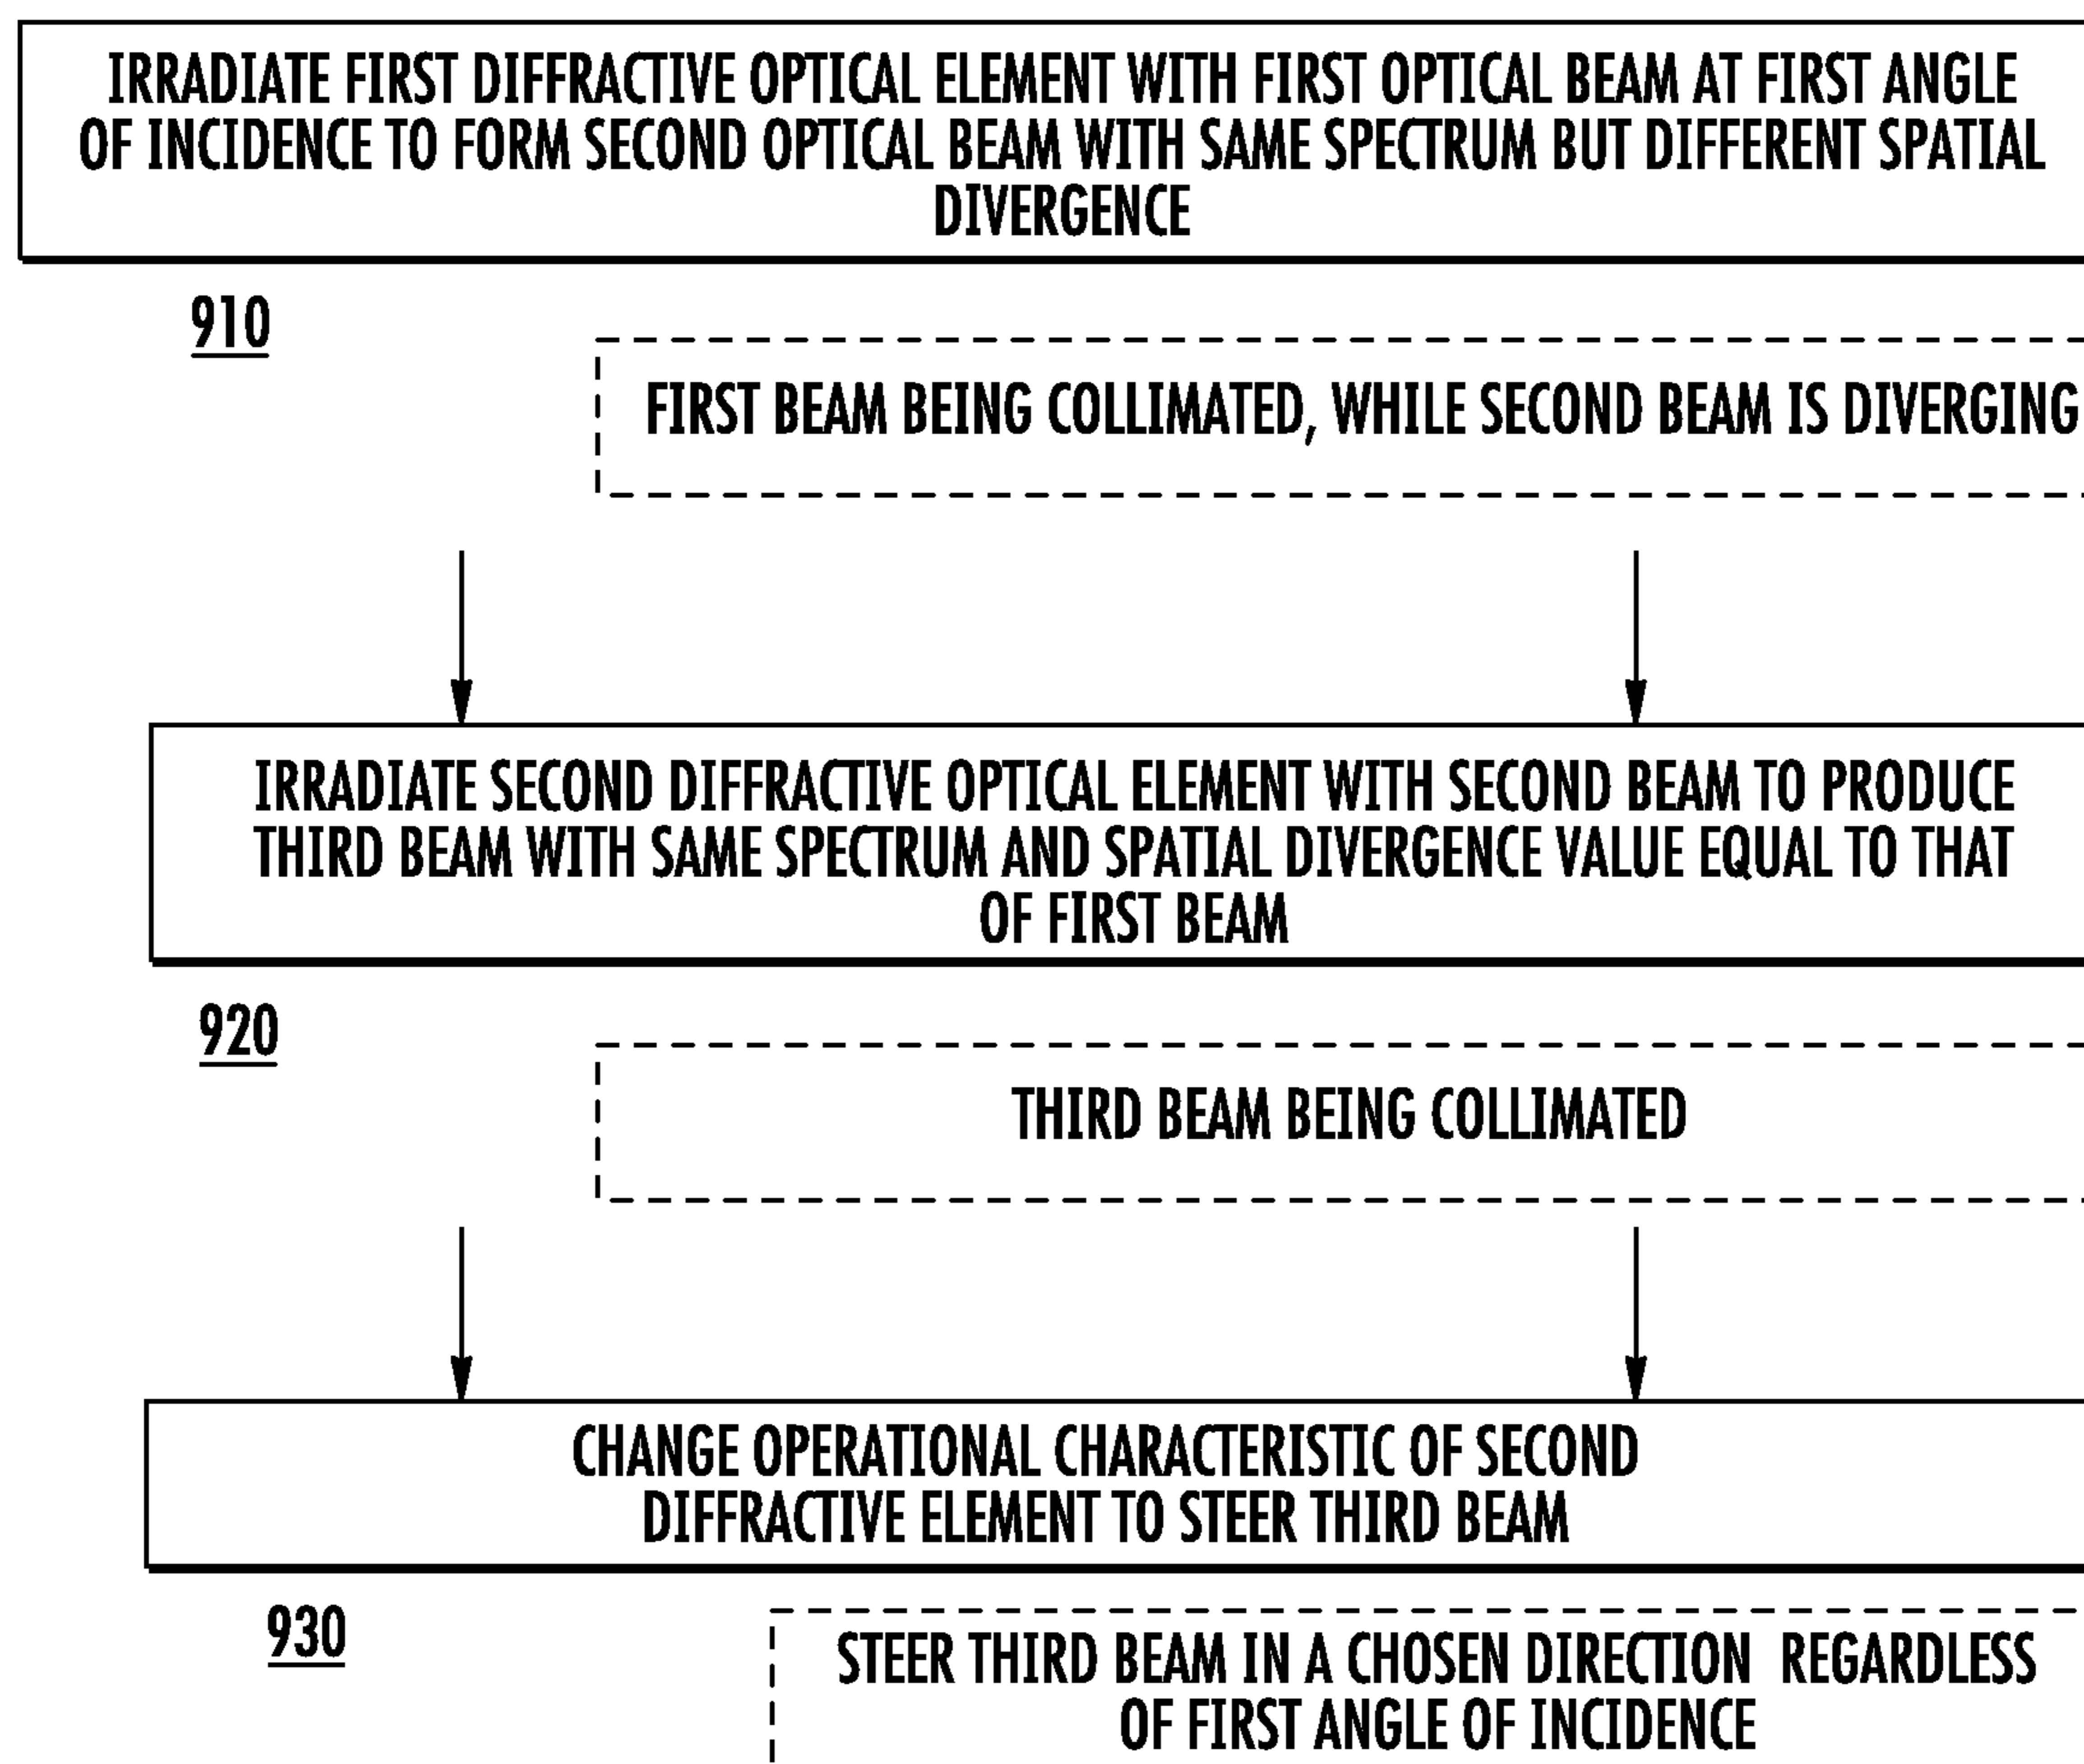 IRRADIATE FIRST DIFFRACTIVE OPTICAL ELEMENT WITH FIRST OPTICAL BEAM AT FIRST ANGLE
OF INCIDENCE TO FORM SECOND OPTICAL BEAM WITH SAME SPECTRUM BUT DIFFERENT SPATIAL
DIVERGENCE
910
FIRST BEAM BEING COLLIMATED, WHILE SECOND BEAM IS DIVERGING
IRRADIATE SECOND DIFFRACTIVE OPTICAL ELEMENT WITH SECOND BEAM TO PRODUCE
THIRD BEAM WITH SAME SPECTRUM AND SPATIAL DIVERGENCE VALUE EQUAL TO THAT
OF FIRST BEAM
920
THIRD BEAM BEING COLLIMATED
CHANGE OPERATIONAL CHARACTERISTIC OF SECOND
DIFFRACTIVE ELEMENT TO STEER THIRD BEAM
930
STEER THIRD BEAM IN A CHOSEN DIRECTION REGARDLESS
OF FIRST ANGLE OF INCIDENCE